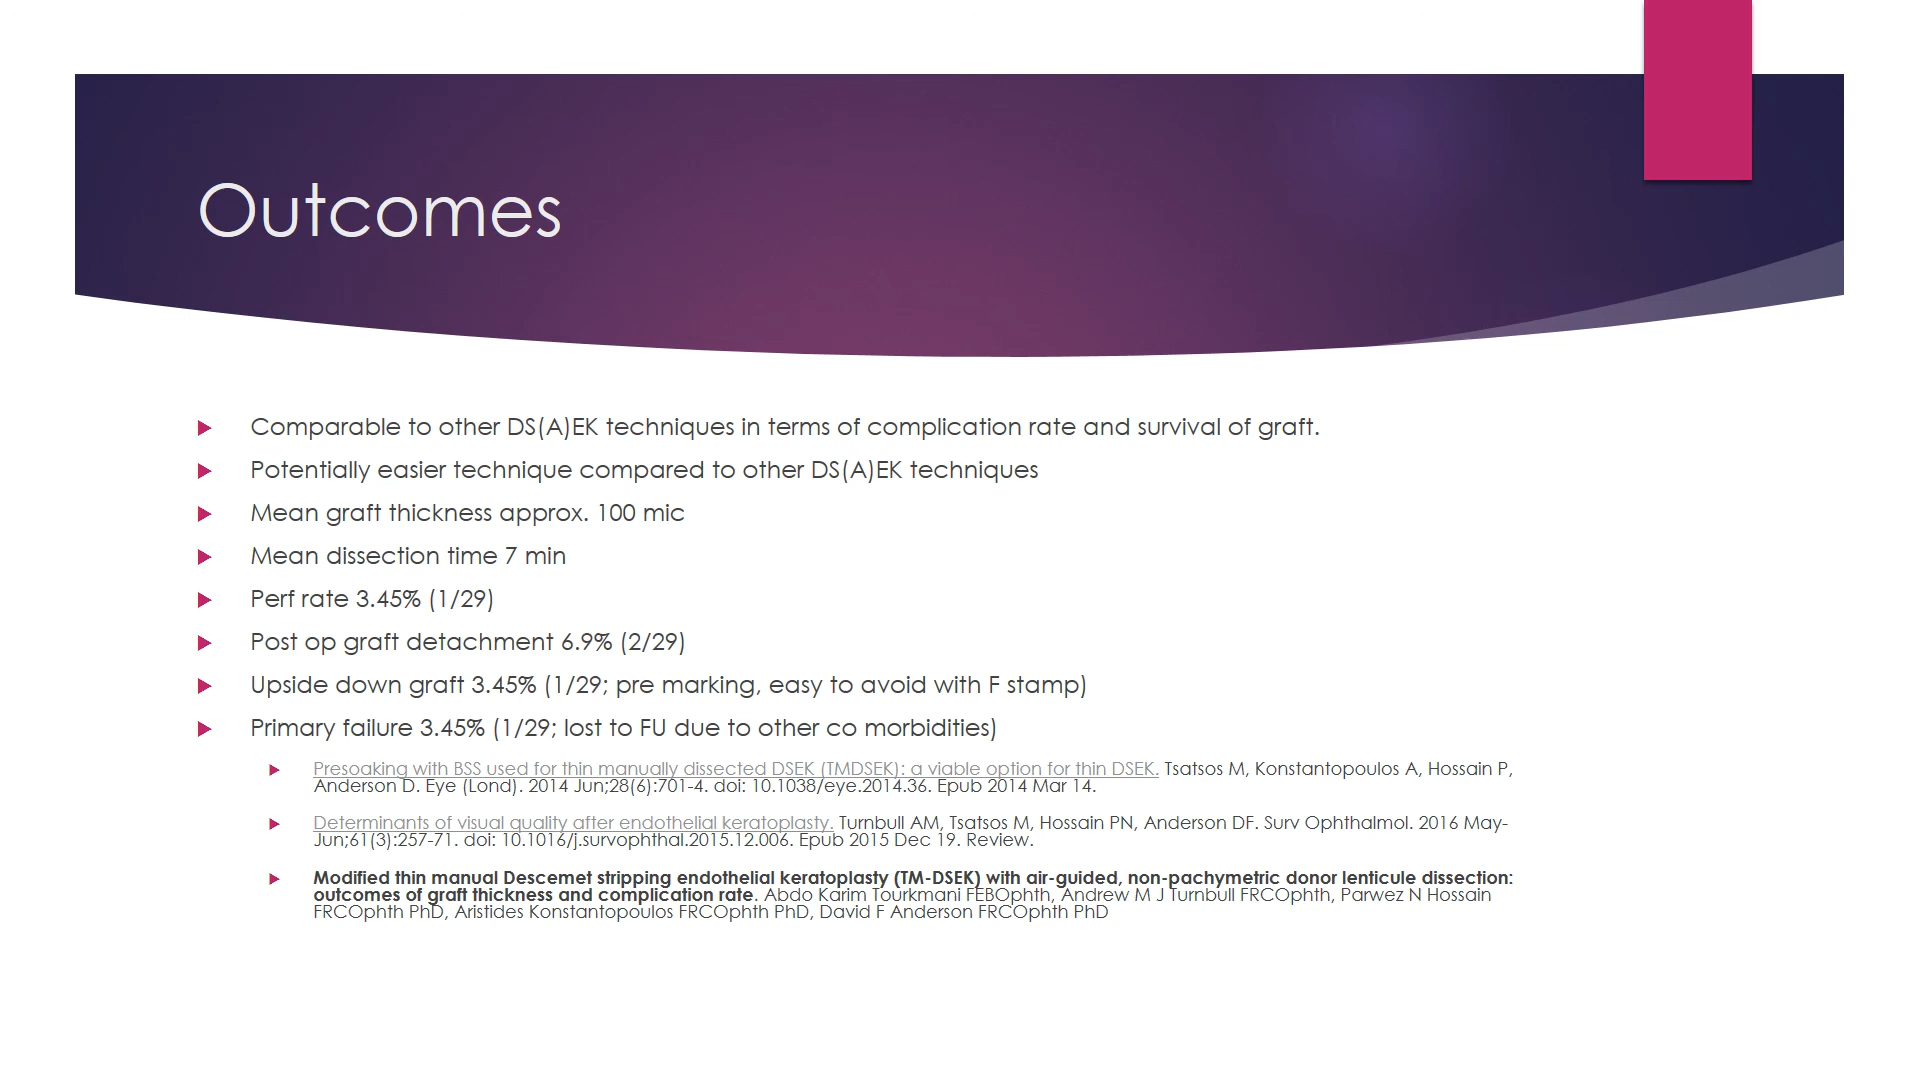 Outcomes
Comparable to other DS(A)EK techniques in terms of complication rate and survival of graft.
Potentially easier technique compared to other DS(A)EK techniques
Mean graft thickness approx. 100 mic
Mean dissection time 7 min
Perf rate 3.45% (1/29)
Post op graft detachment 6.9% (2/29)
Upside down graft 3.45% (1/29; pre marking, easy to avoid with F stamp)
Primary failure 3.45% (1/29; lost to FU due to other co morbidities)
Presoaking with BSS used for thin manually dissected DSEK (TMDSEK): a viable option for thin DSEK. Tsatsos M, Konstantopoulos A, Hossain P,
Anderson D. Eye (Lond). 2014 Jun;28(6):701-4. doi: 10.1038/eye.2014.36. Epub 2014 Mar 14.
Determinants of visual quality after endothelial keratoplasty. Turnbull AM, Tsatsos M, Hossain PN, Anderson DF. Surv Ophthalmol. 2016 May-
Jun;61(3):257-71. doi: 10.1016/j.survophthal.2015.12.006. Epub 2015 Dec 19. Review.
Modified thin manual Descemet stripping endothelial keratoplasty (TM-DSEK) with air-guided, non-pachymetric donor lenticule dissection:
outcomes of graft thickness and complication rate. Abdo Karim Tourkmani FEBOphth, Andrew M J Turnbull FRCOphth, Parwez N Hossain
FRCOphth PhD, Aristides Konstantopoulos FRCOphth PhD, David F Anderson FRCOphth PhD